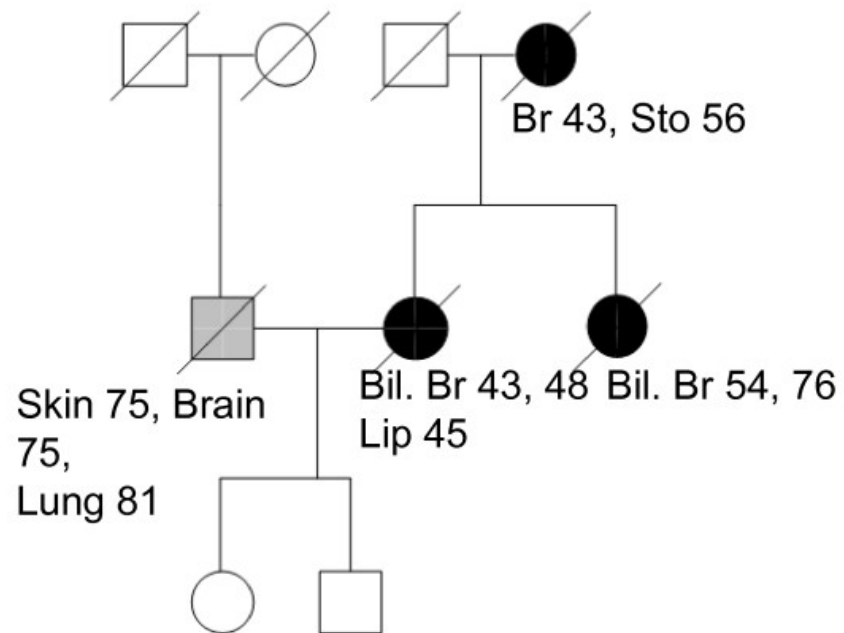 Br 43, Sto 56
Skin 75, Brain
75,
Lung 81
Bil. Br 43, 48
Lip 45
Bil. Br 54, 76